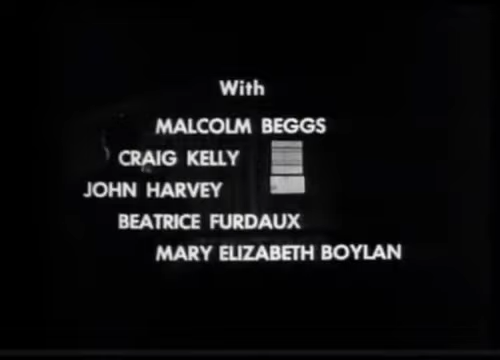 With
MALCOLM BEGGS
CRAIG KELLY
JOHN HARVEY
BEATRICE FURDAUX
MARY ELIZABETH BOYLAN